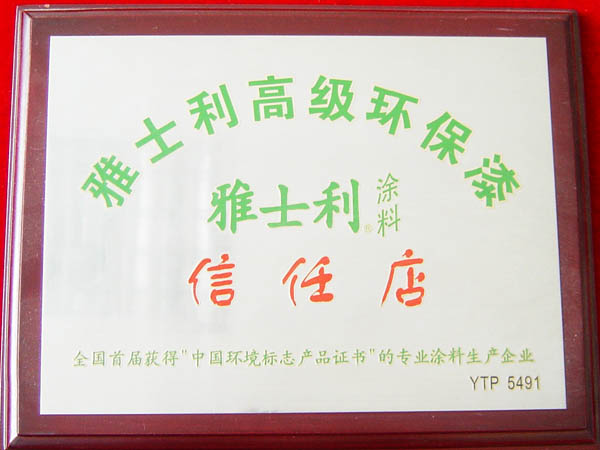 雅士利高级环保漆
雅士利®涂料
信任店
全国首届获得"中国环境标志产品证书"的专业涂料生产企业
YTP 5491